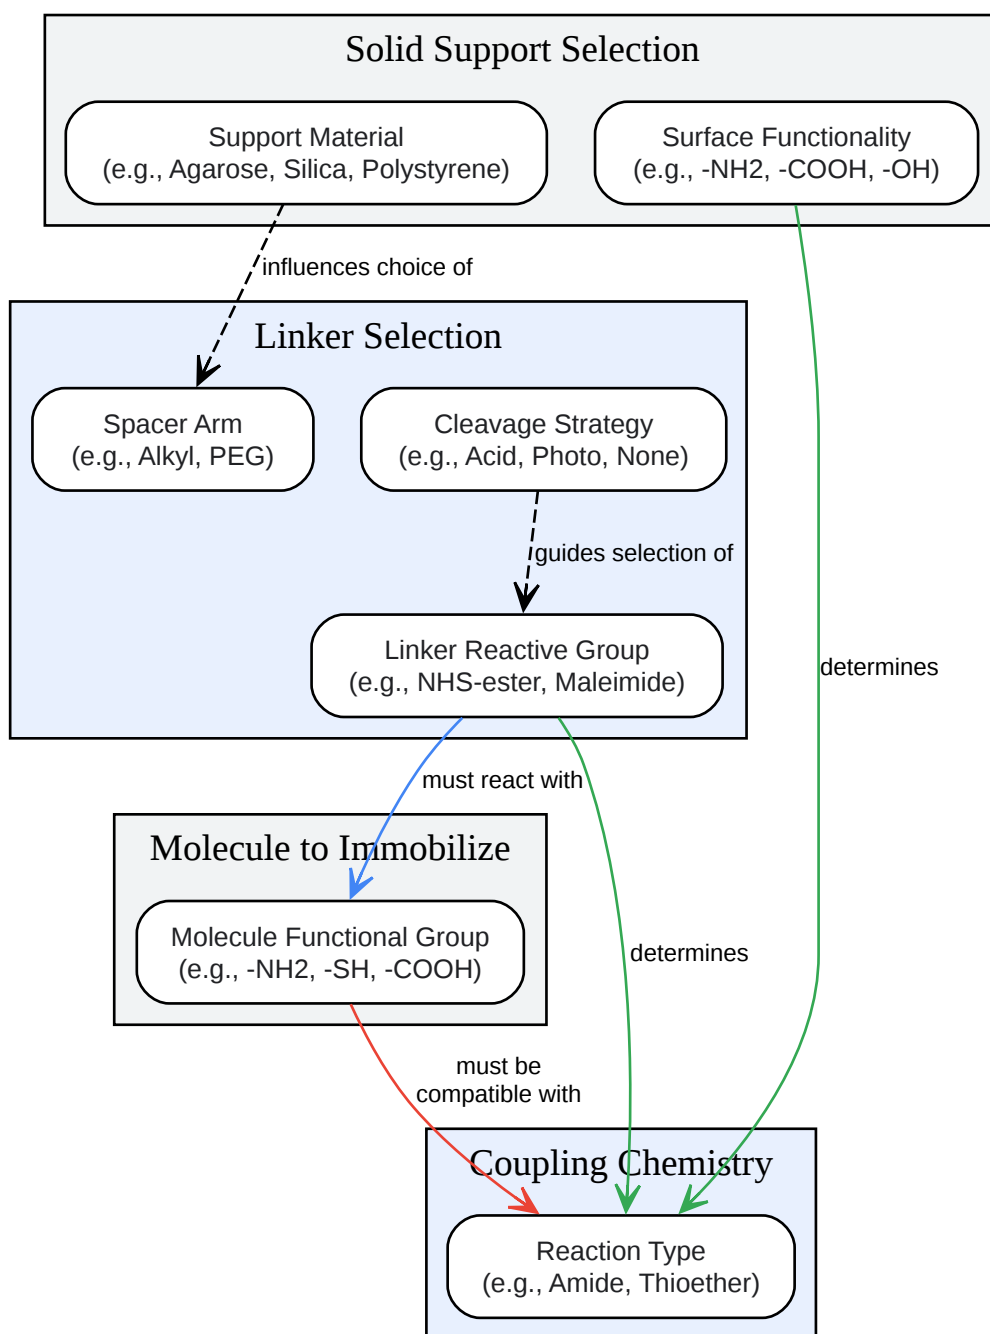 Solid Support Selection
Support Material
(e.g., Agarose, Silica, Polystyrene)
Surface Functionality
(e.g., -NH2, -COOH, -OH)
influences choice of
Linker Selection
Spacer Arm
(e.g., Alkyl, PEG)
Cleavage Strategy
(e.g., Acid, Photo, None)
guides selection of
Linker Reactive Group
(e.g., NHS-ester, Maleimide)
determines
must react with
Molecule to Immobilize
Molecule Functional Group
(e.g., -NH2, -SH, -COOH)
determines
must be
compatible with
Coupling Chemistry
Reaction Type
(e.g., Amide, Thioether)